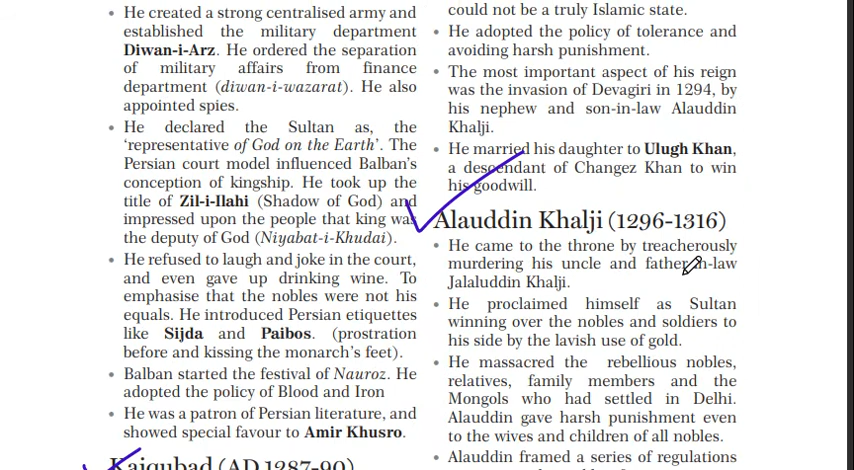 • He created a strong centralised army and
established the military department
Diwan-i-Arz. He ordered the separation
of military affairs from finance
department (diwan-i-wazarat). He also
appointed spies.
• He declared the Sultan as, the
‘representative of God on the Earth’. The
Persian court model influenced Balban’s
conception of kingship. He took up the
title of Zil-i-Ilahi (Shadow of God) and
impressed upon the people that king was
the deputy of God (Niyabat-i-Khudai).
• He refused to laugh and joke in the court,
and even gave up drinking wine. To
emphasise that the nobles were not his
equals. He introduced Persian etiquettes
like Sijda and Paibos. (prostration
before and kissing the monarch’s feet).
• Balban started the festival of Nauroz. He
adopted the policy of Blood and Iron
• He was a patron of Persian literature, and
showed special favour to Amir Khusro.
Kaiqubad (AD 1287-90)
could not be a truly Islamic state.
• He adopted the policy of tolerance and
avoiding harsh punishment.
• The most important aspect of his reign
was the invasion of Devagiri in 1294, by
his nephew and son-in-law Alauddin
Khalji.
• He married his daughter to Ulugh Khan,
a descendant of Changez Khan to win
his goodwill.
Alauddin Khalji (1296-1316)
• He came to the throne by treacherously
murdering his uncle and father-in-law
Jalaluddin Khalji.
• He proclaimed himself as Sultan
winning over the nobles and soldiers to
his side by the lavish use of gold.
• He massacred the rebellious nobles,
relatives, family members and the
Mongols who had settled in Delhi.
Alauddin gave harsh punishment even
to the wives and children of all nobles.
• Alauddin framed a series of regulations